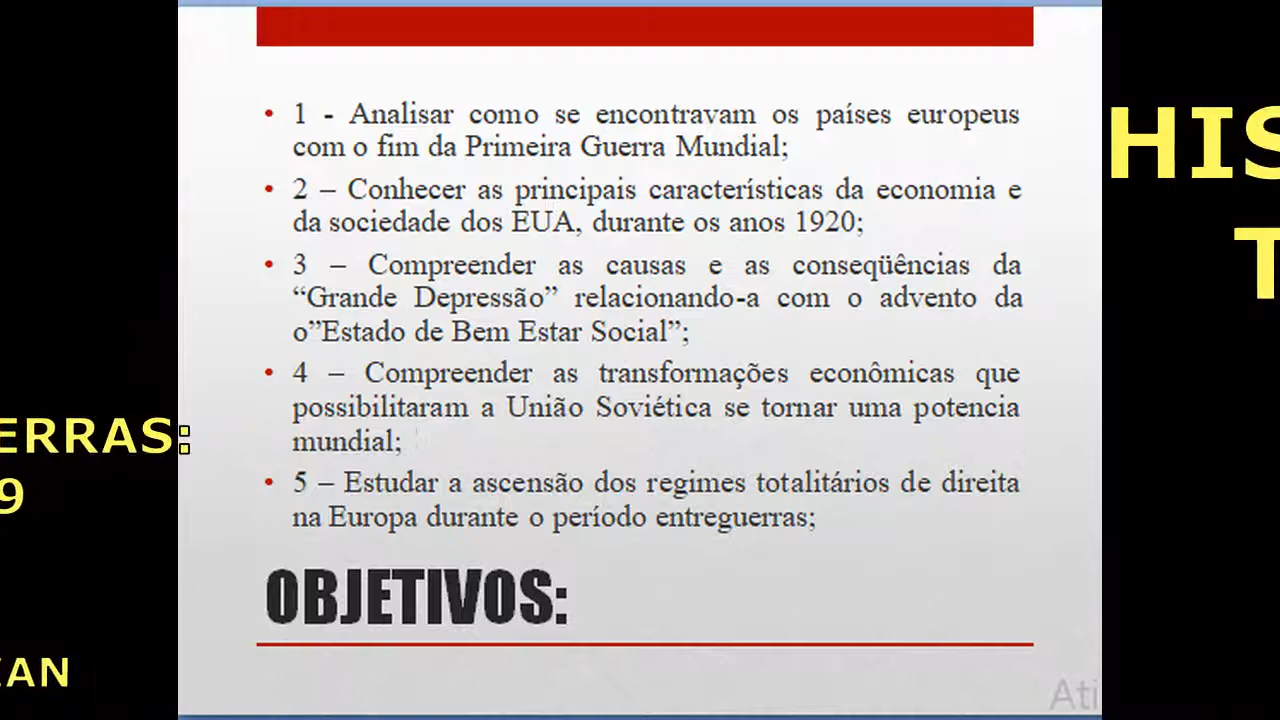 • 1 - Analisar como se encontravam os países europeus
com o fim da Primeira Guerra Mundial;
• 2 – Conhecer as principais características da economia e
da sociedade dos EUA, durante os anos 1920;
• 3 – Compreender as causas e as conseqüências da
“Grande Depressão” relacionando-a com o advento da
o”Estado de Bem Estar Social”;
• 4 – Compreender as transformações econômicas que
possibilitaram a União Soviética se tornar uma potencia
mundial;
• 5 – Estudar a ascensão dos regimes totalitários de direita
na Europa durante o período entreguerras;
OBJETIVOS:
ERRAS:
9
IAN
HIS
T
Ati